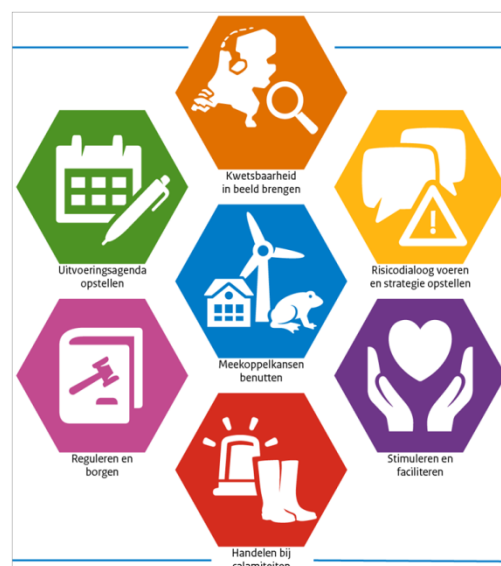 Kwetsbaarheid
in beeld brengen
Uitvoeringsagenda
opstellen
Risicodialoog voeren
en strategie opstellen
Meekoppelkansen
benutten
Reguleren en
borgen
Stimuleren en
faciliteren
Handelen bij
calamiteiten